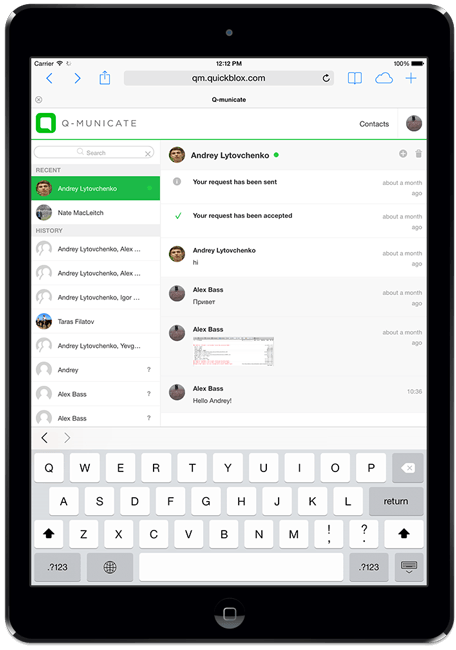 Carrier 12:12 PM 100%
qm.quickblox.com
Q-municate
Q-MUNICATE
Contacts
Search
RECENT
Andrey Lytovchenko
Nate MacLeitch
HISTORY
Andrey Lytovchenko, Alex ...
Andrey Lytovchenko, Alex ...
Andrey Lytovchenko, Igor ...
Taras Filatov
Andrey Lytovchenko, Yevg...
Andrey ?
Alex Bass ?
Alex Bass ?
Andrey Lytovchenko
Your request has been sent
about a month
ago
Your request has been accepted
about a month
ago
Andrey Lytovchenko
about a month
hi
ago
Alex Bass
about a month
Привет
ago
Alex Bass
about a month
ago
Alex Bass 10:36
Hello Andrey!
Q W E R T Y U I O P
A S D F G H J K L return
Z X C V B N M ! , ? .
.?123 .?123